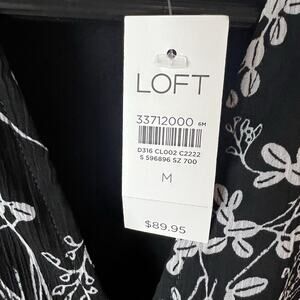 LOFT
33712000 6M
D316 CL002 C2222
S 596896 SZ 700
M
$89.95